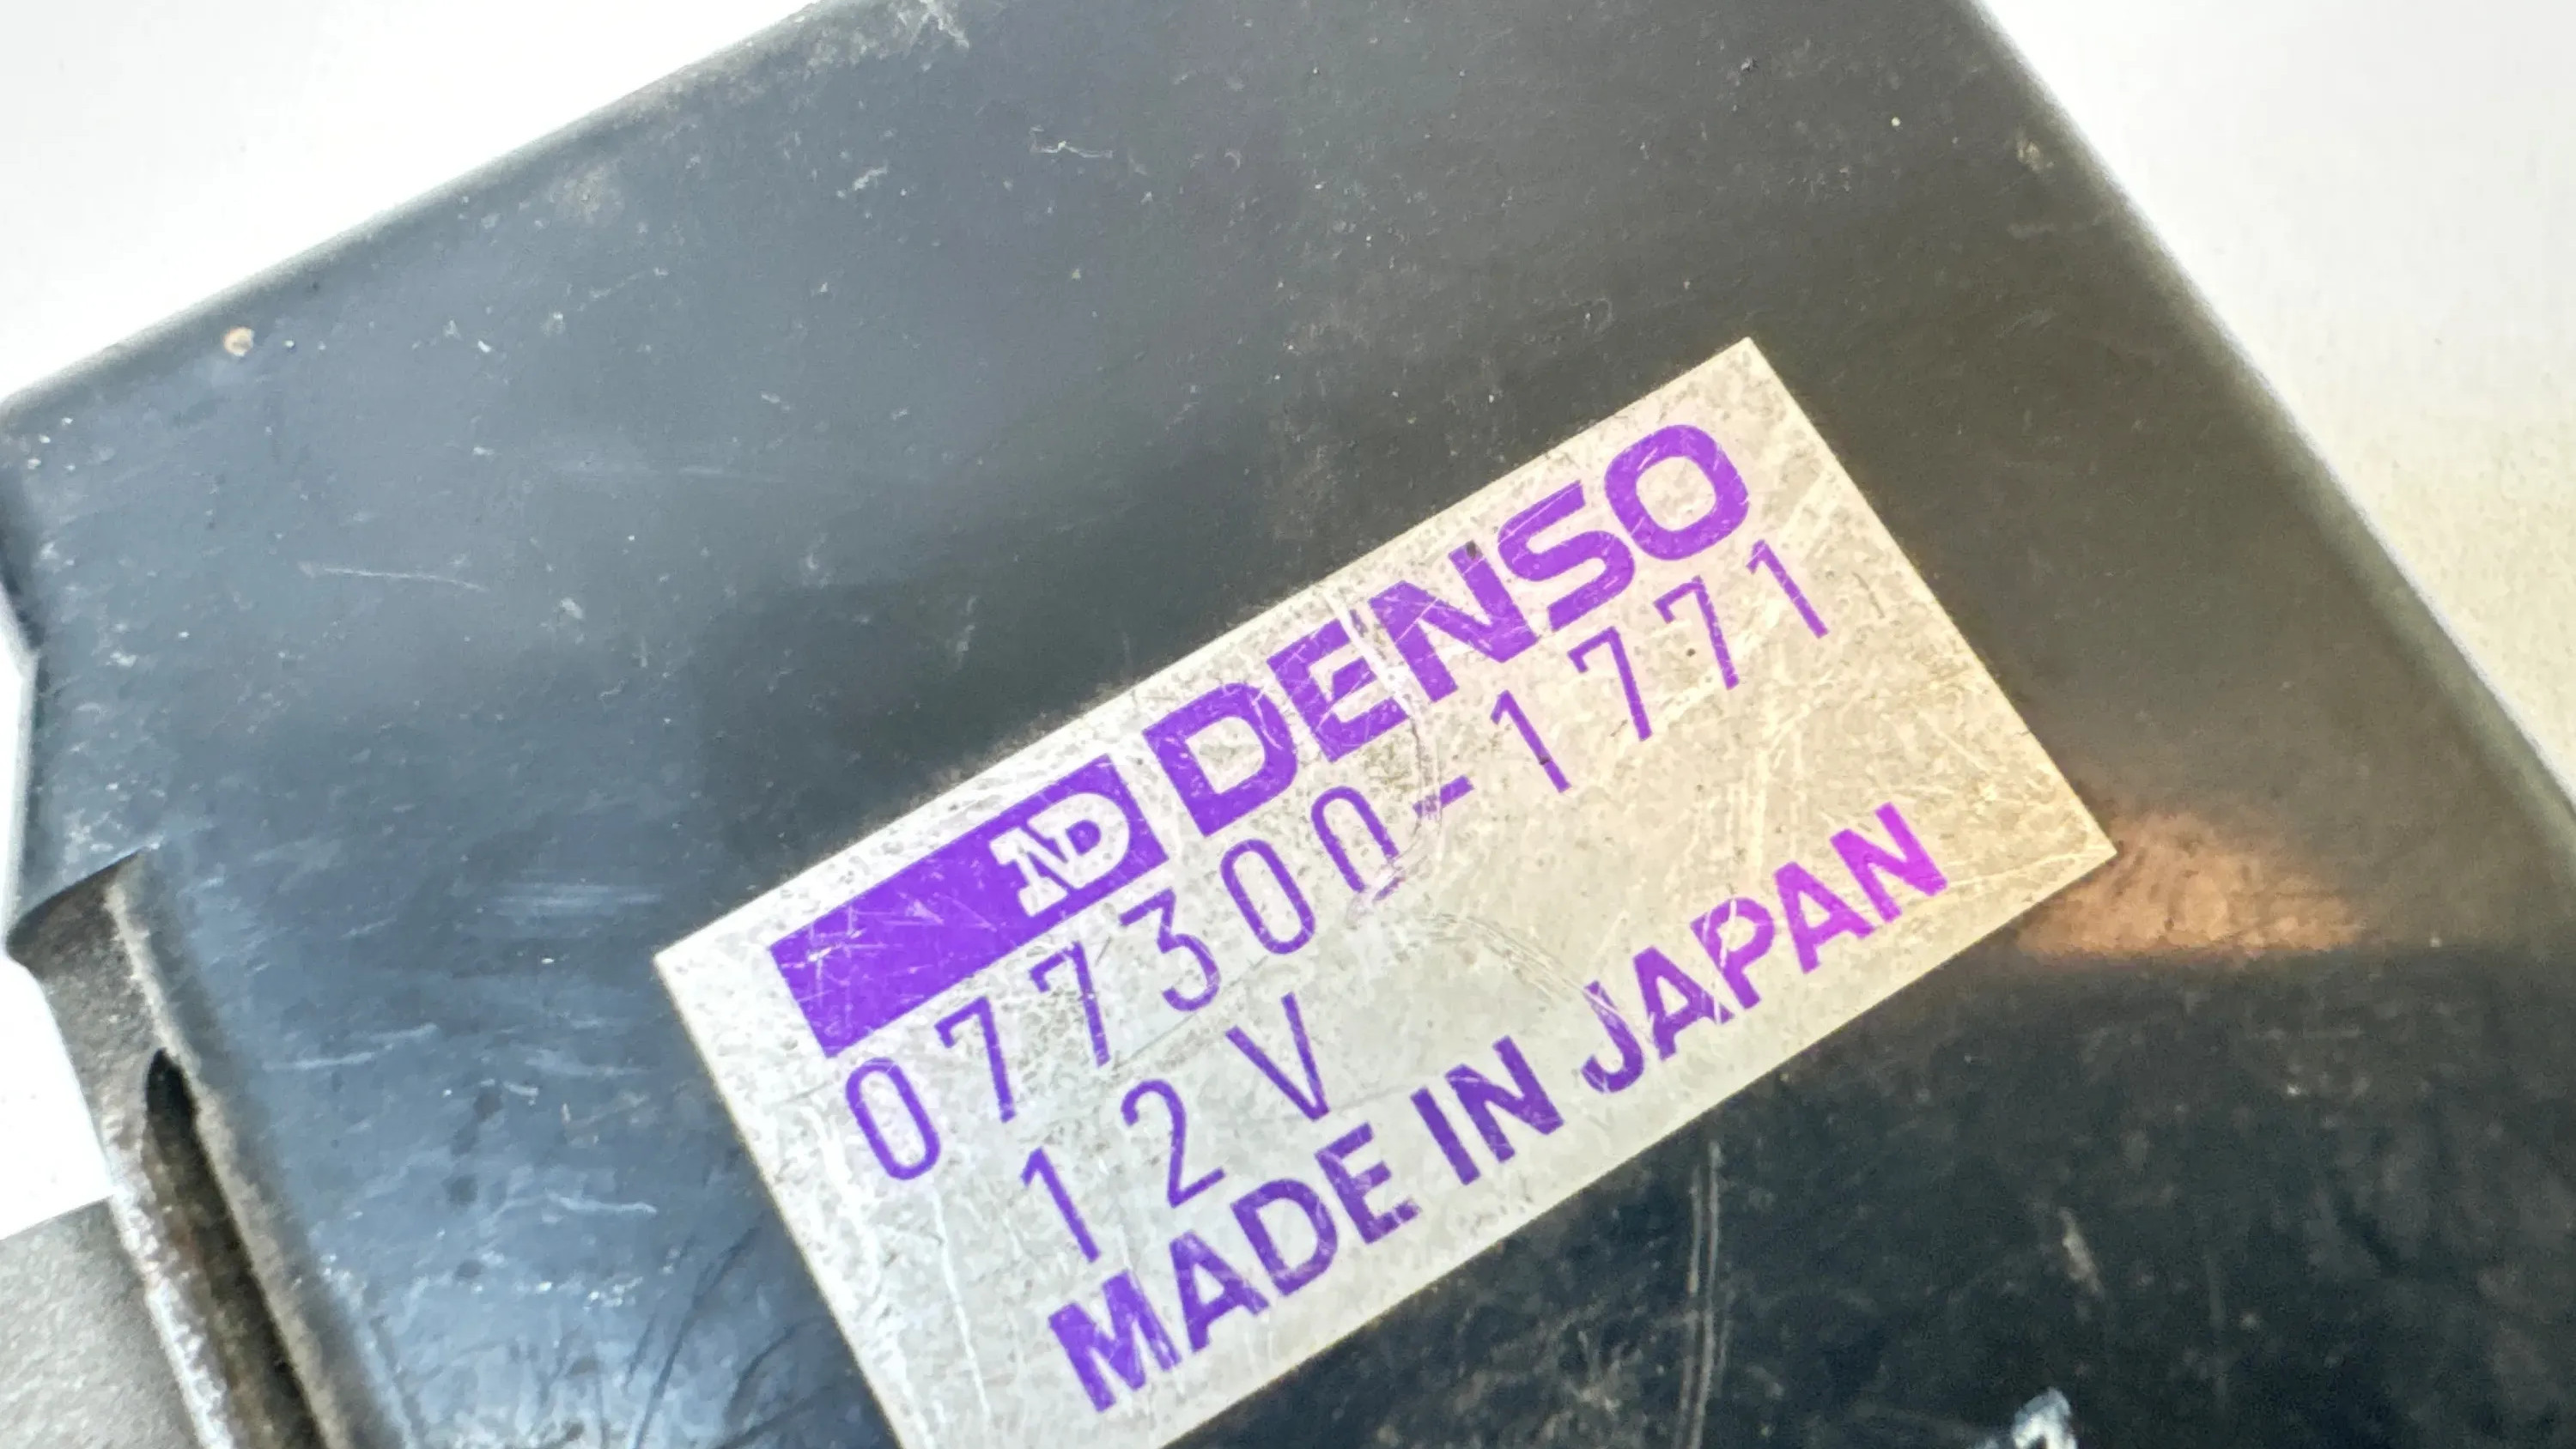 ND DENSO
077300-1771
12V
MADE IN JAPAN